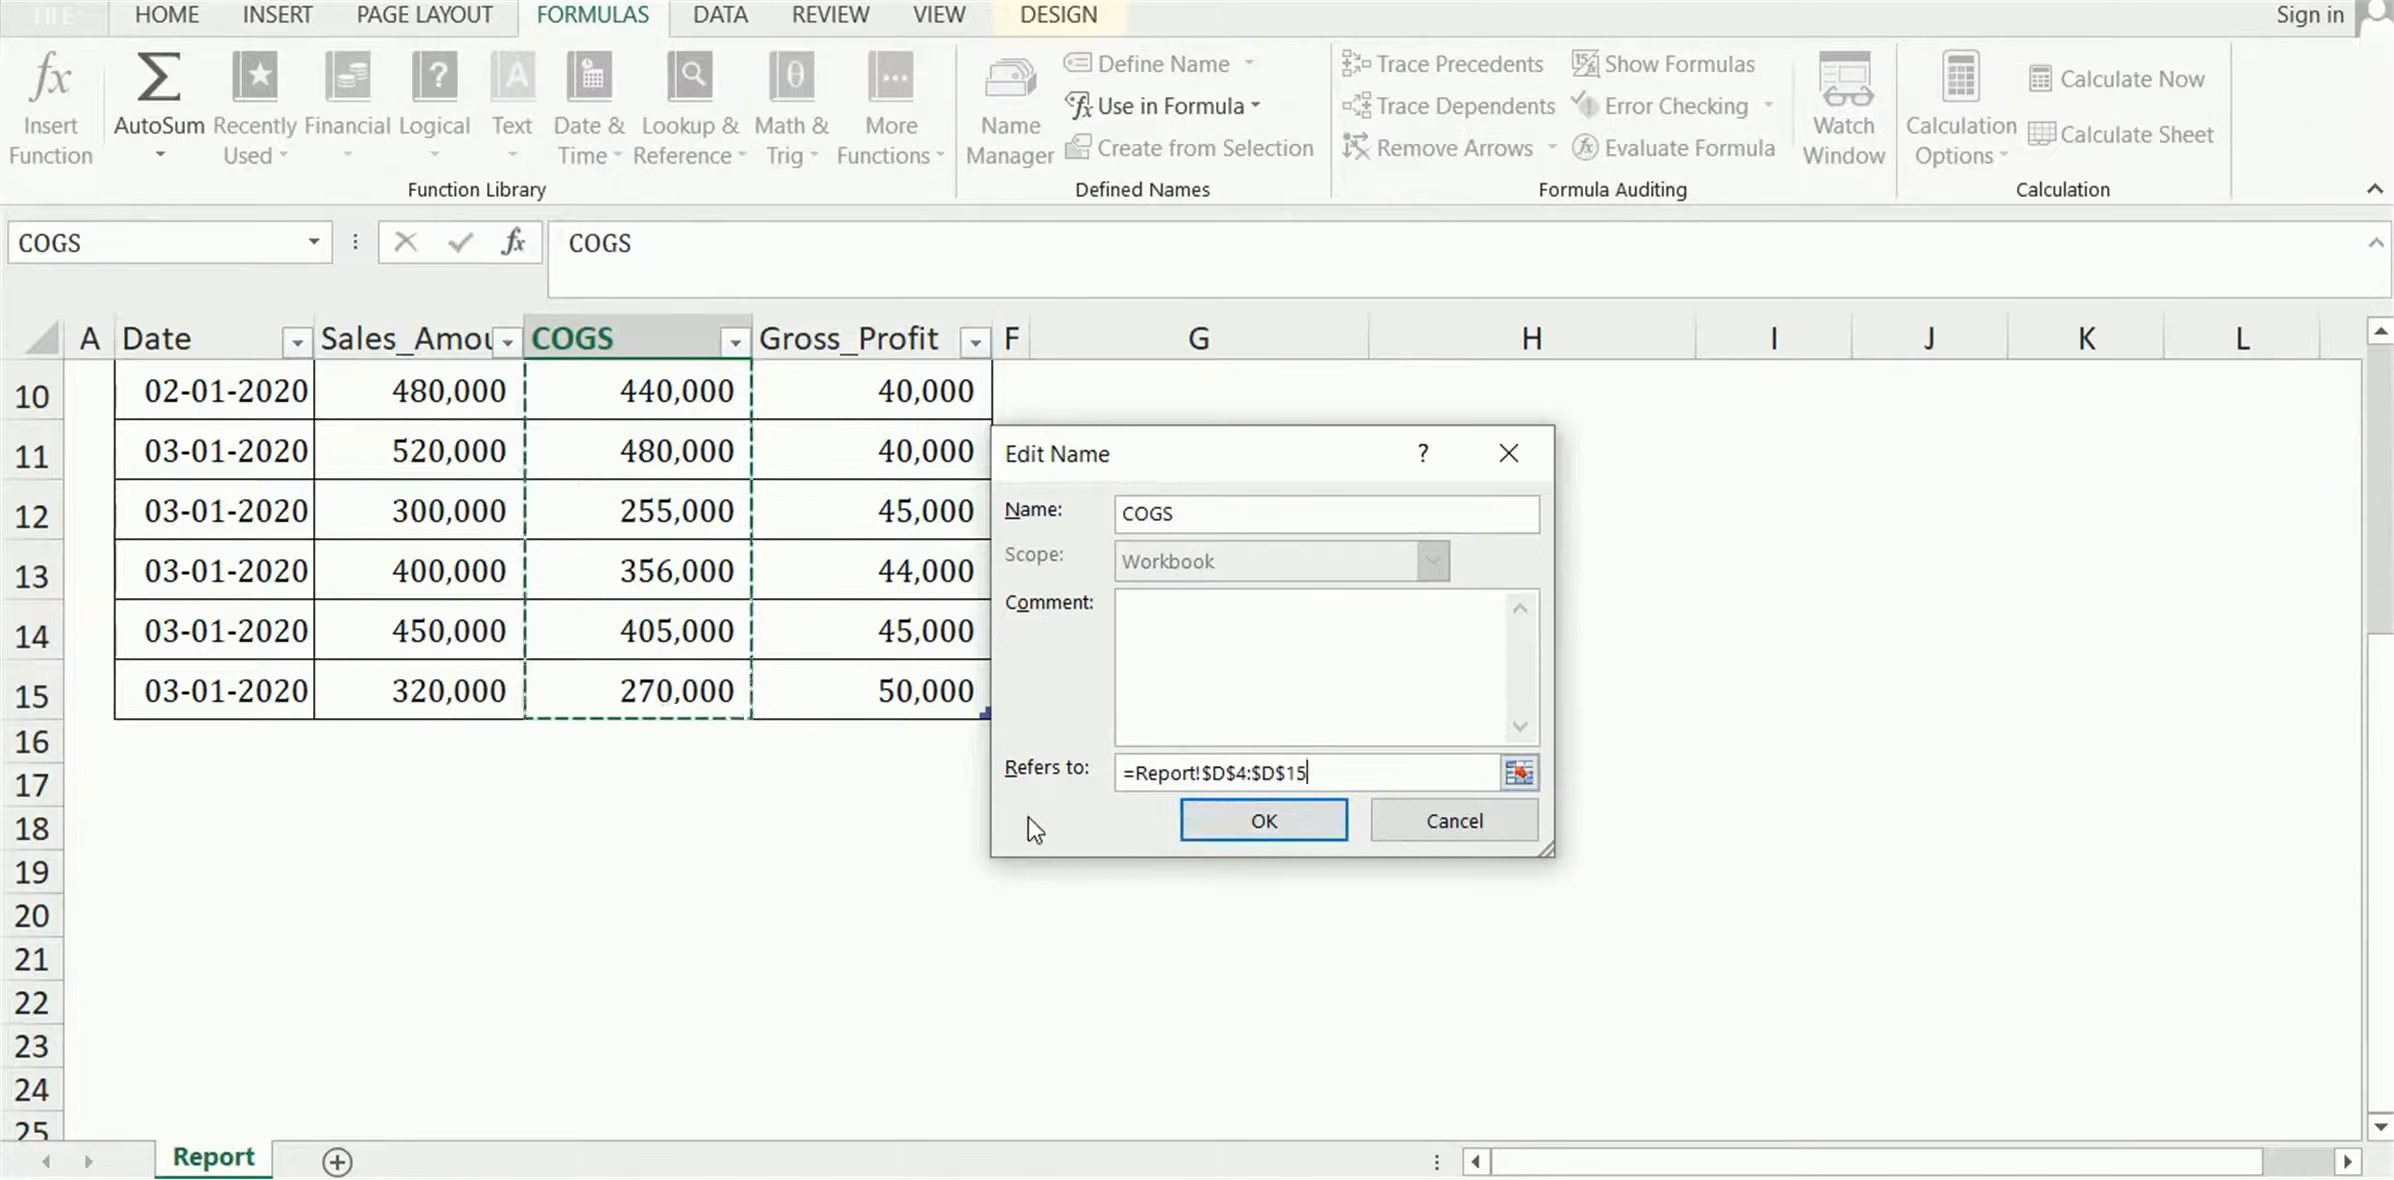 FILE HOME INSERT PAGE LAYOUT FORMULAS DATA REVIEW VIEW DESIGN Sign in
fx Insert Function
AutoSum
Recently Used
Financial
Logical
Text
Date & Time
Lookup & Reference
Math & Trig
More Functions
Function Library
Name Manager
Define Name
Use in Formula
Create from Selection
Defined Names
Trace Precedents
Trace Dependents
Remove Arrows
Show Formulas
Error Checking
Evaluate Formula
Formula Auditing
Watch Window
Calculation Options
Calculate Now
Calculate Sheet
Calculation
COGS fx COGS
A Date Sales_Amou COGS Gross_Profit F G H I J K L
10 02-01-2020 480,000 440,000 40,000
11 03-01-2020 520,000 480,000 40,000
12 03-01-2020 300,000 255,000 45,000
13 03-01-2020 400,000 356,000 44,000
14 03-01-2020 450,000 405,000 45,000
15 03-01-2020 320,000 270,000 50,000
16
17
18
19
20
21
22
23
24
25
Edit Name ?
Name: COGS
Scope: Workbook
Comment:
Refers to: =Report!$D$4:$D$15
OK Cancel
Report